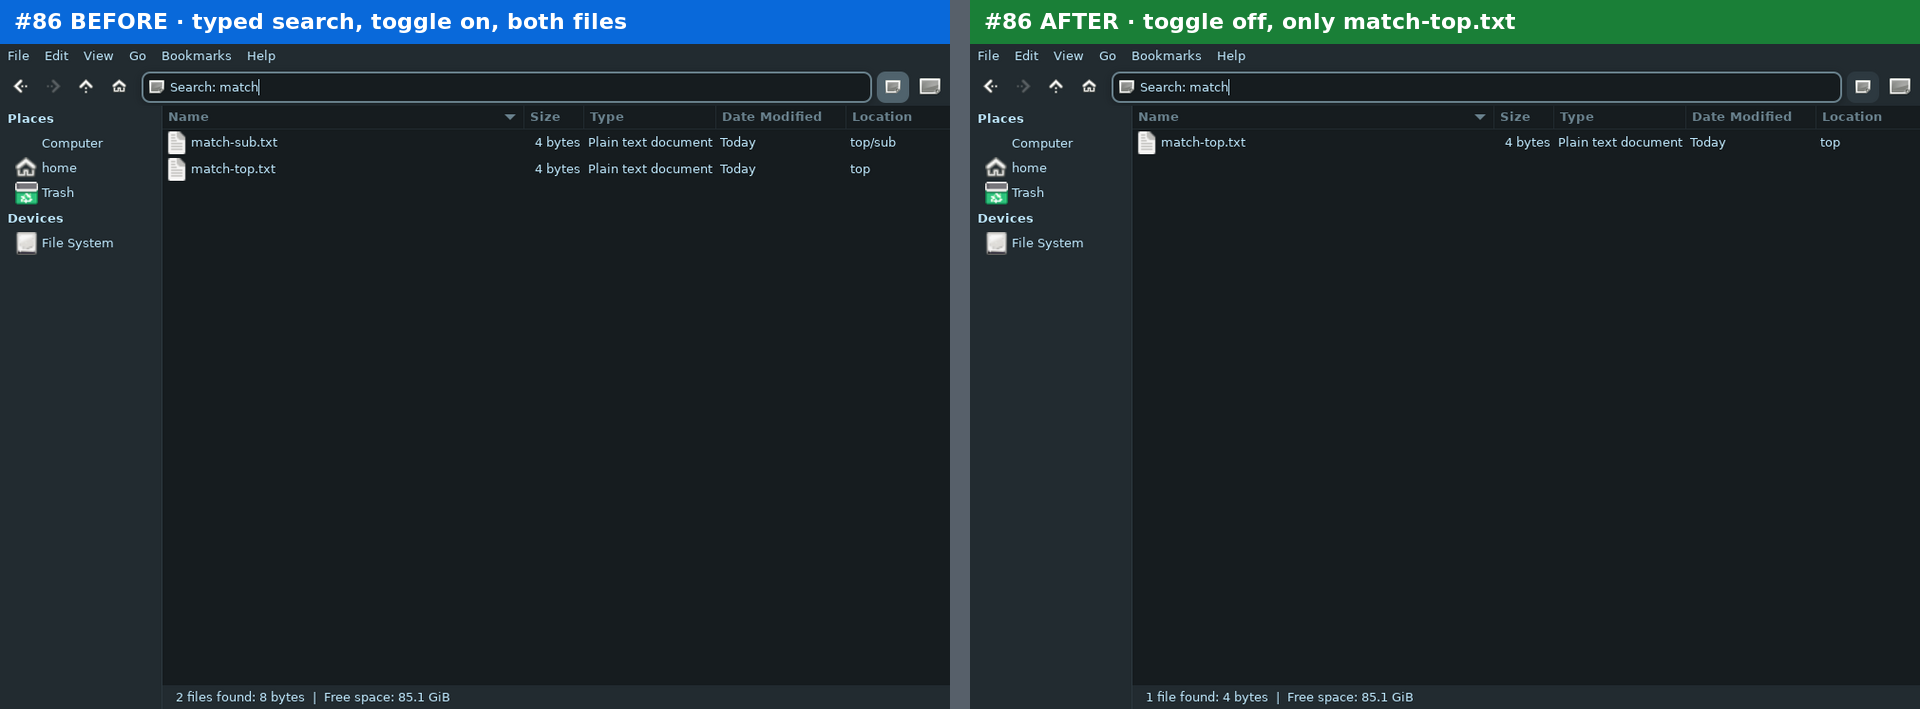 #86 BEFORE · typed search, toggle on, both files
File Edit View Go Bookmarks Help
Search: match
Places
Computer
home
Trash
Devices
File System
Name Size Type Date Modified Location
match-sub.txt 4 bytes Plain text document Today top/sub
match-top.txt 4 bytes Plain text document Today top
2 files found: 8 bytes | Free space: 85.1 GiB
#86 AFTER · toggle off, only match-top.txt
File Edit View Go Bookmarks Help
Search: match
Places
Computer
home
Trash
Devices
File System
Name Size Type Date Modified Location
match-top.txt 4 bytes Plain text document Today top
1 file found: 4 bytes | Free space: 85.1 GiB